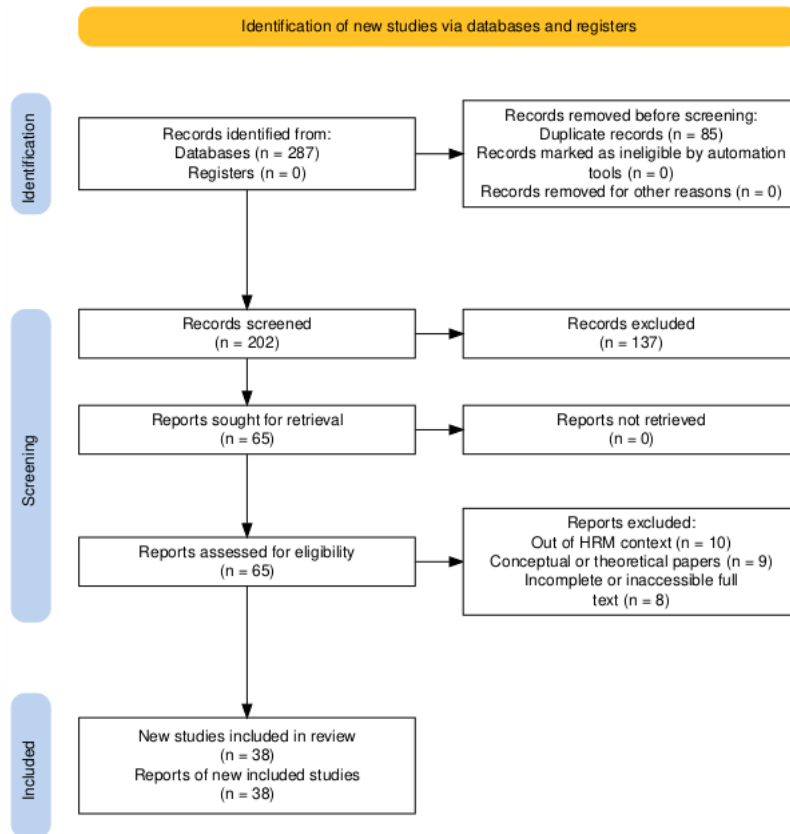 Identification of new studies via databases and registers
Identification
Records identified from:
Databases (n = 287)
Registers (n = 0)
Records removed before screening:
Duplicate records (n = 85)
Records marked as ineligible by automation
tools (n = 0)
Records removed for other reasons (n = 0)
Screening
Records screened
(n = 202)
Records excluded
(n = 137)
Reports sought for retrieval
(n = 65)
Reports not retrieved
(n = 0)
Reports assessed for eligibility
(n = 65)
Reports excluded:
Out of HRM context (n = 10)
Conceptual or theoretical papers (n = 9)
Incomplete or inaccessible full
text (n = 8)
Included
New studies included in review
(n = 38)
Reports of new included studies
(n = 38)